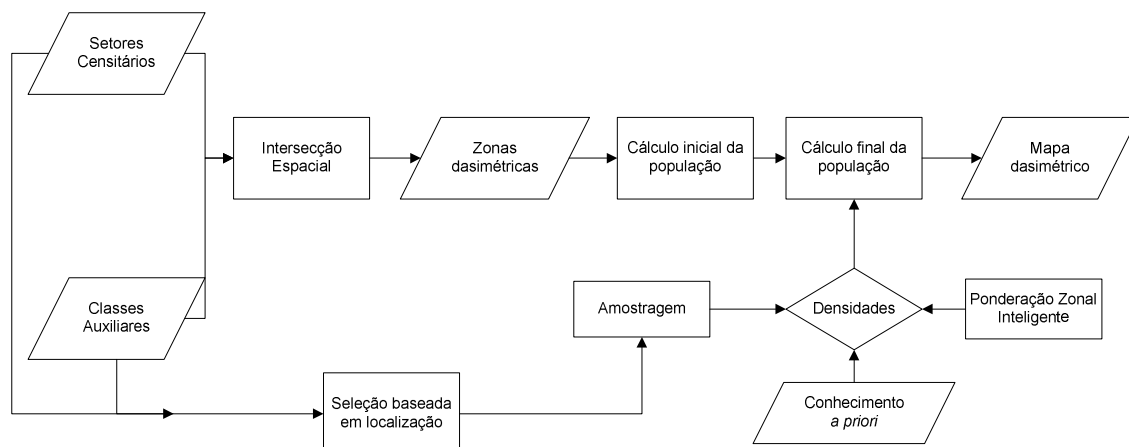 Setores
Censitários
Intersecção
Espacial
Zonas
dasimétricas
Cálculo inicial da
população
Cálculo final da
população
Mapa
dasimétrico
Classes
Auxiliares
Amostragem
Densidades
Ponderação Zonal
Inteligente
Seleção baseada
em localização
Conhecimento
a priori